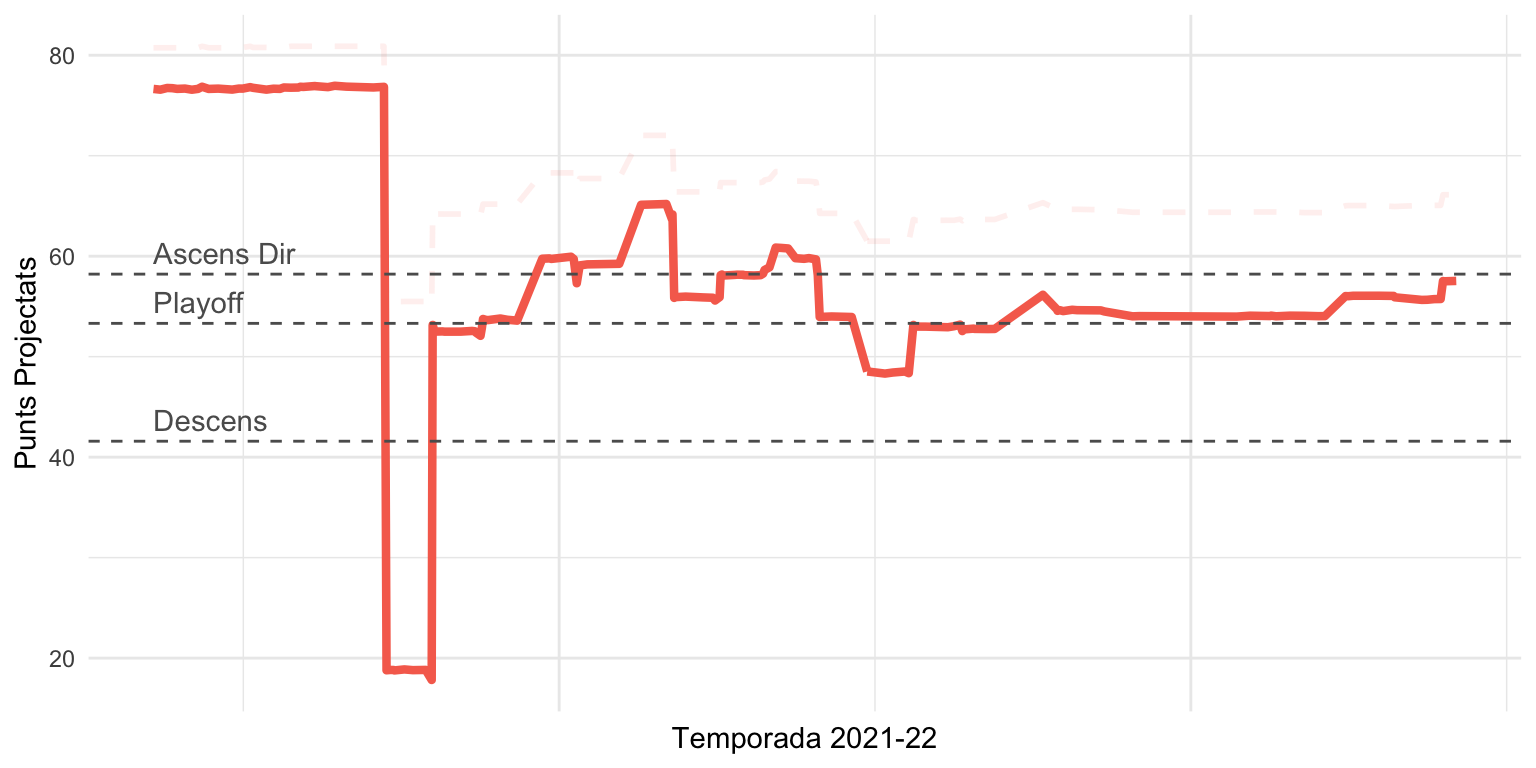 80
60
40
20
Punts Projectats
Ascens Dir
Playoff
Descens
Temporada 2021-22